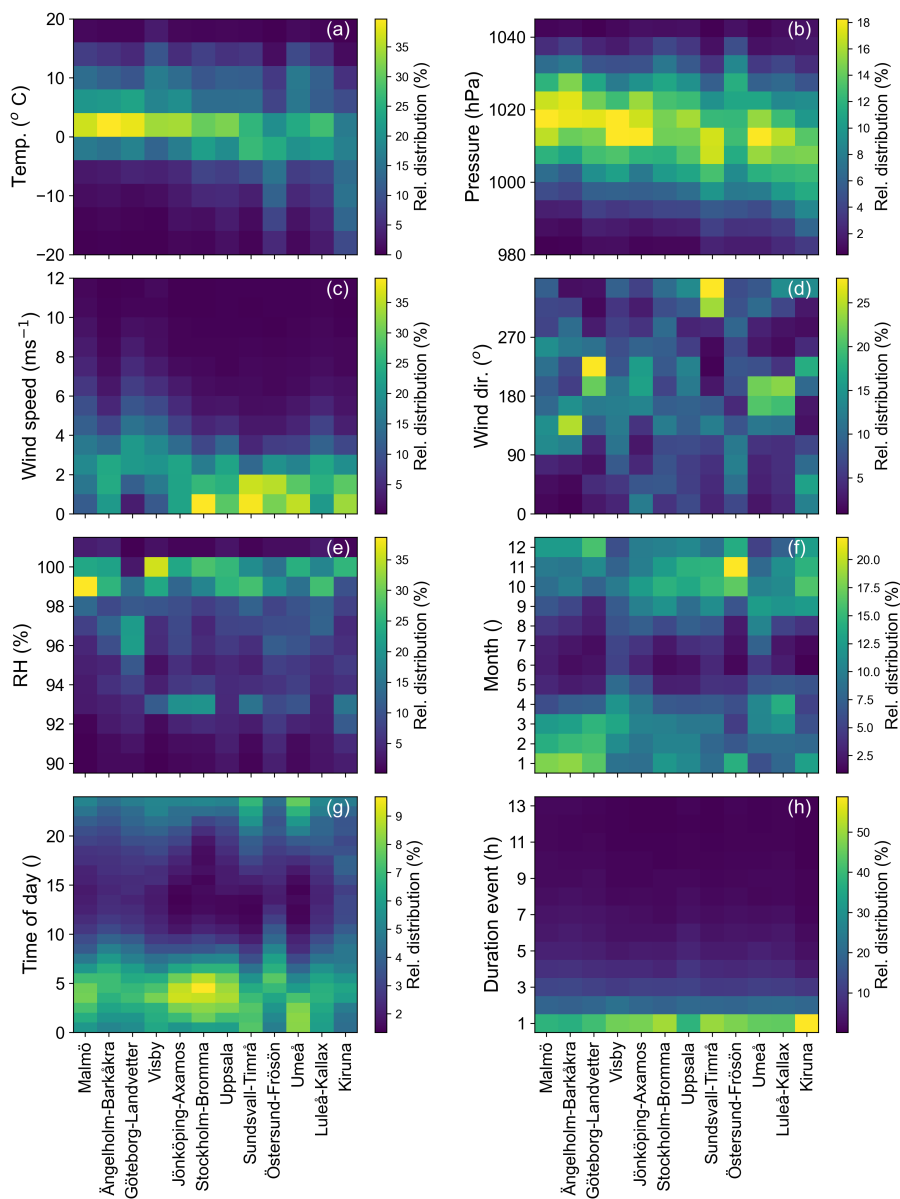 (a)
Temp. (° C)
20
10
0
−10
−20
35
30
25
20
15
10
5
0
Rel. distribution (%)
(b)
Pressure (hPa)
1040
1020
1000
980
18
16
14
12
10
8
6
4
2
Rel. distribution (%)
(c)
Wind speed (ms⁻¹)
12
10
8
6
4
2
0
35
30
25
20
15
10
5
Rel. distribution (%)
(d)
Wind dir. (°)
270
180
90
0
25
20
15
10
5
Rel. distribution (%)
(e)
RH (%)
100
98
96
94
92
90
35
30
25
20
15
10
5
Rel. distribution (%)
(f)
Month ()
12
11
10
9
8
7
6
5
4
3
2
1
20.0
17.5
15.0
12.5
10.0
7.5
5.0
2.5
Rel. distribution (%)
(g)
Time of day ()
20
15
10
5
0
9
8
7
6
5
4
3
2
Rel. distribution (%)
Malmö
Ängelholm-Barkåkra
Göteborg-Landvetter
Visby
Jönköping-Axamos
Stockholm-Bromma
Uppsala
Sundsvall-Timrå
Östersund-Frösön
Umeå
Luleå-Kallax
Kiruna
(h)
Duration event (h)
13
11
9
7
5
3
1
50
40
30
20
10
Rel. distribution (%)
Malmö
Ängelholm-Barkåkra
Göteborg-Landvetter
Visby
Jönköping-Axamos
Stockholm-Bromma
Uppsala
Sundsvall-Timrå
Östersund-Frösön
Umeå
Luleå-Kallax
Kiruna